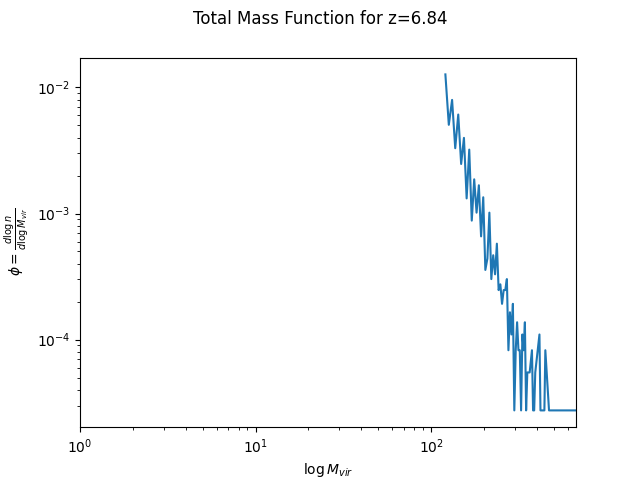 Total Mass Function for z=6.84
10⁻²
10⁻³
10⁻⁴
ϕ = d log n / d log M_vir
10⁰ 10¹ 10²
log M_vir